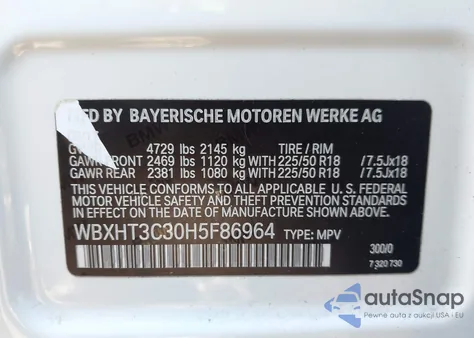 MFD BY BAYERISCHE MOTOREN WERKE AG
4729 lbs 2145 kg TIRE / RIM
GAWR FRONT 2469 lbs 1120 kg WITH 225/50 R18 /7.5Jx18
GAWR REAR 2381 lbs 1080 kg WITH 225/50 R18 /7.5Jx18
THIS VEHICLE CONFORMS TO ALL APPLICABLE U. S. FEDERAL
MOTOR VEHICLE SAFETY, BUMPER, AND THEFT PREVENTION
STANDARDS IN EFFECT ON THE DATE OF MANUFACTURE SHOWN ABOVE.
WBXHT3C30H5F86964 TYPE: MPV
300/0
7 320 730
autoSnap
Pewne auta z aukcji USA i EU